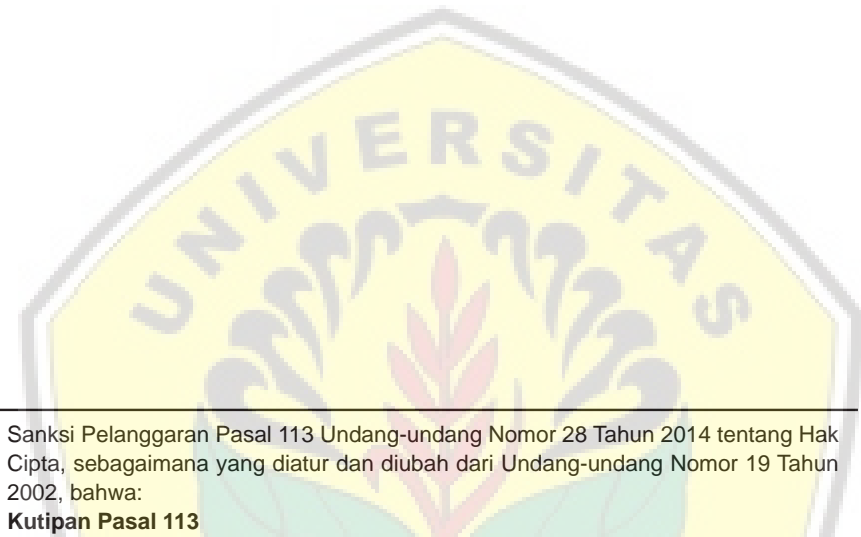 UNIVERSITAS
Sanksi Pelanggaran Pasal 113 Undang-undang Nomor 28 Tahun 2014 tentang Hak
Cipta, sebagaimana yang diatur dan diubah dari Undang-undang Nomor 19 Tahun
2002, bahwa:
Kutipan Pasal 113